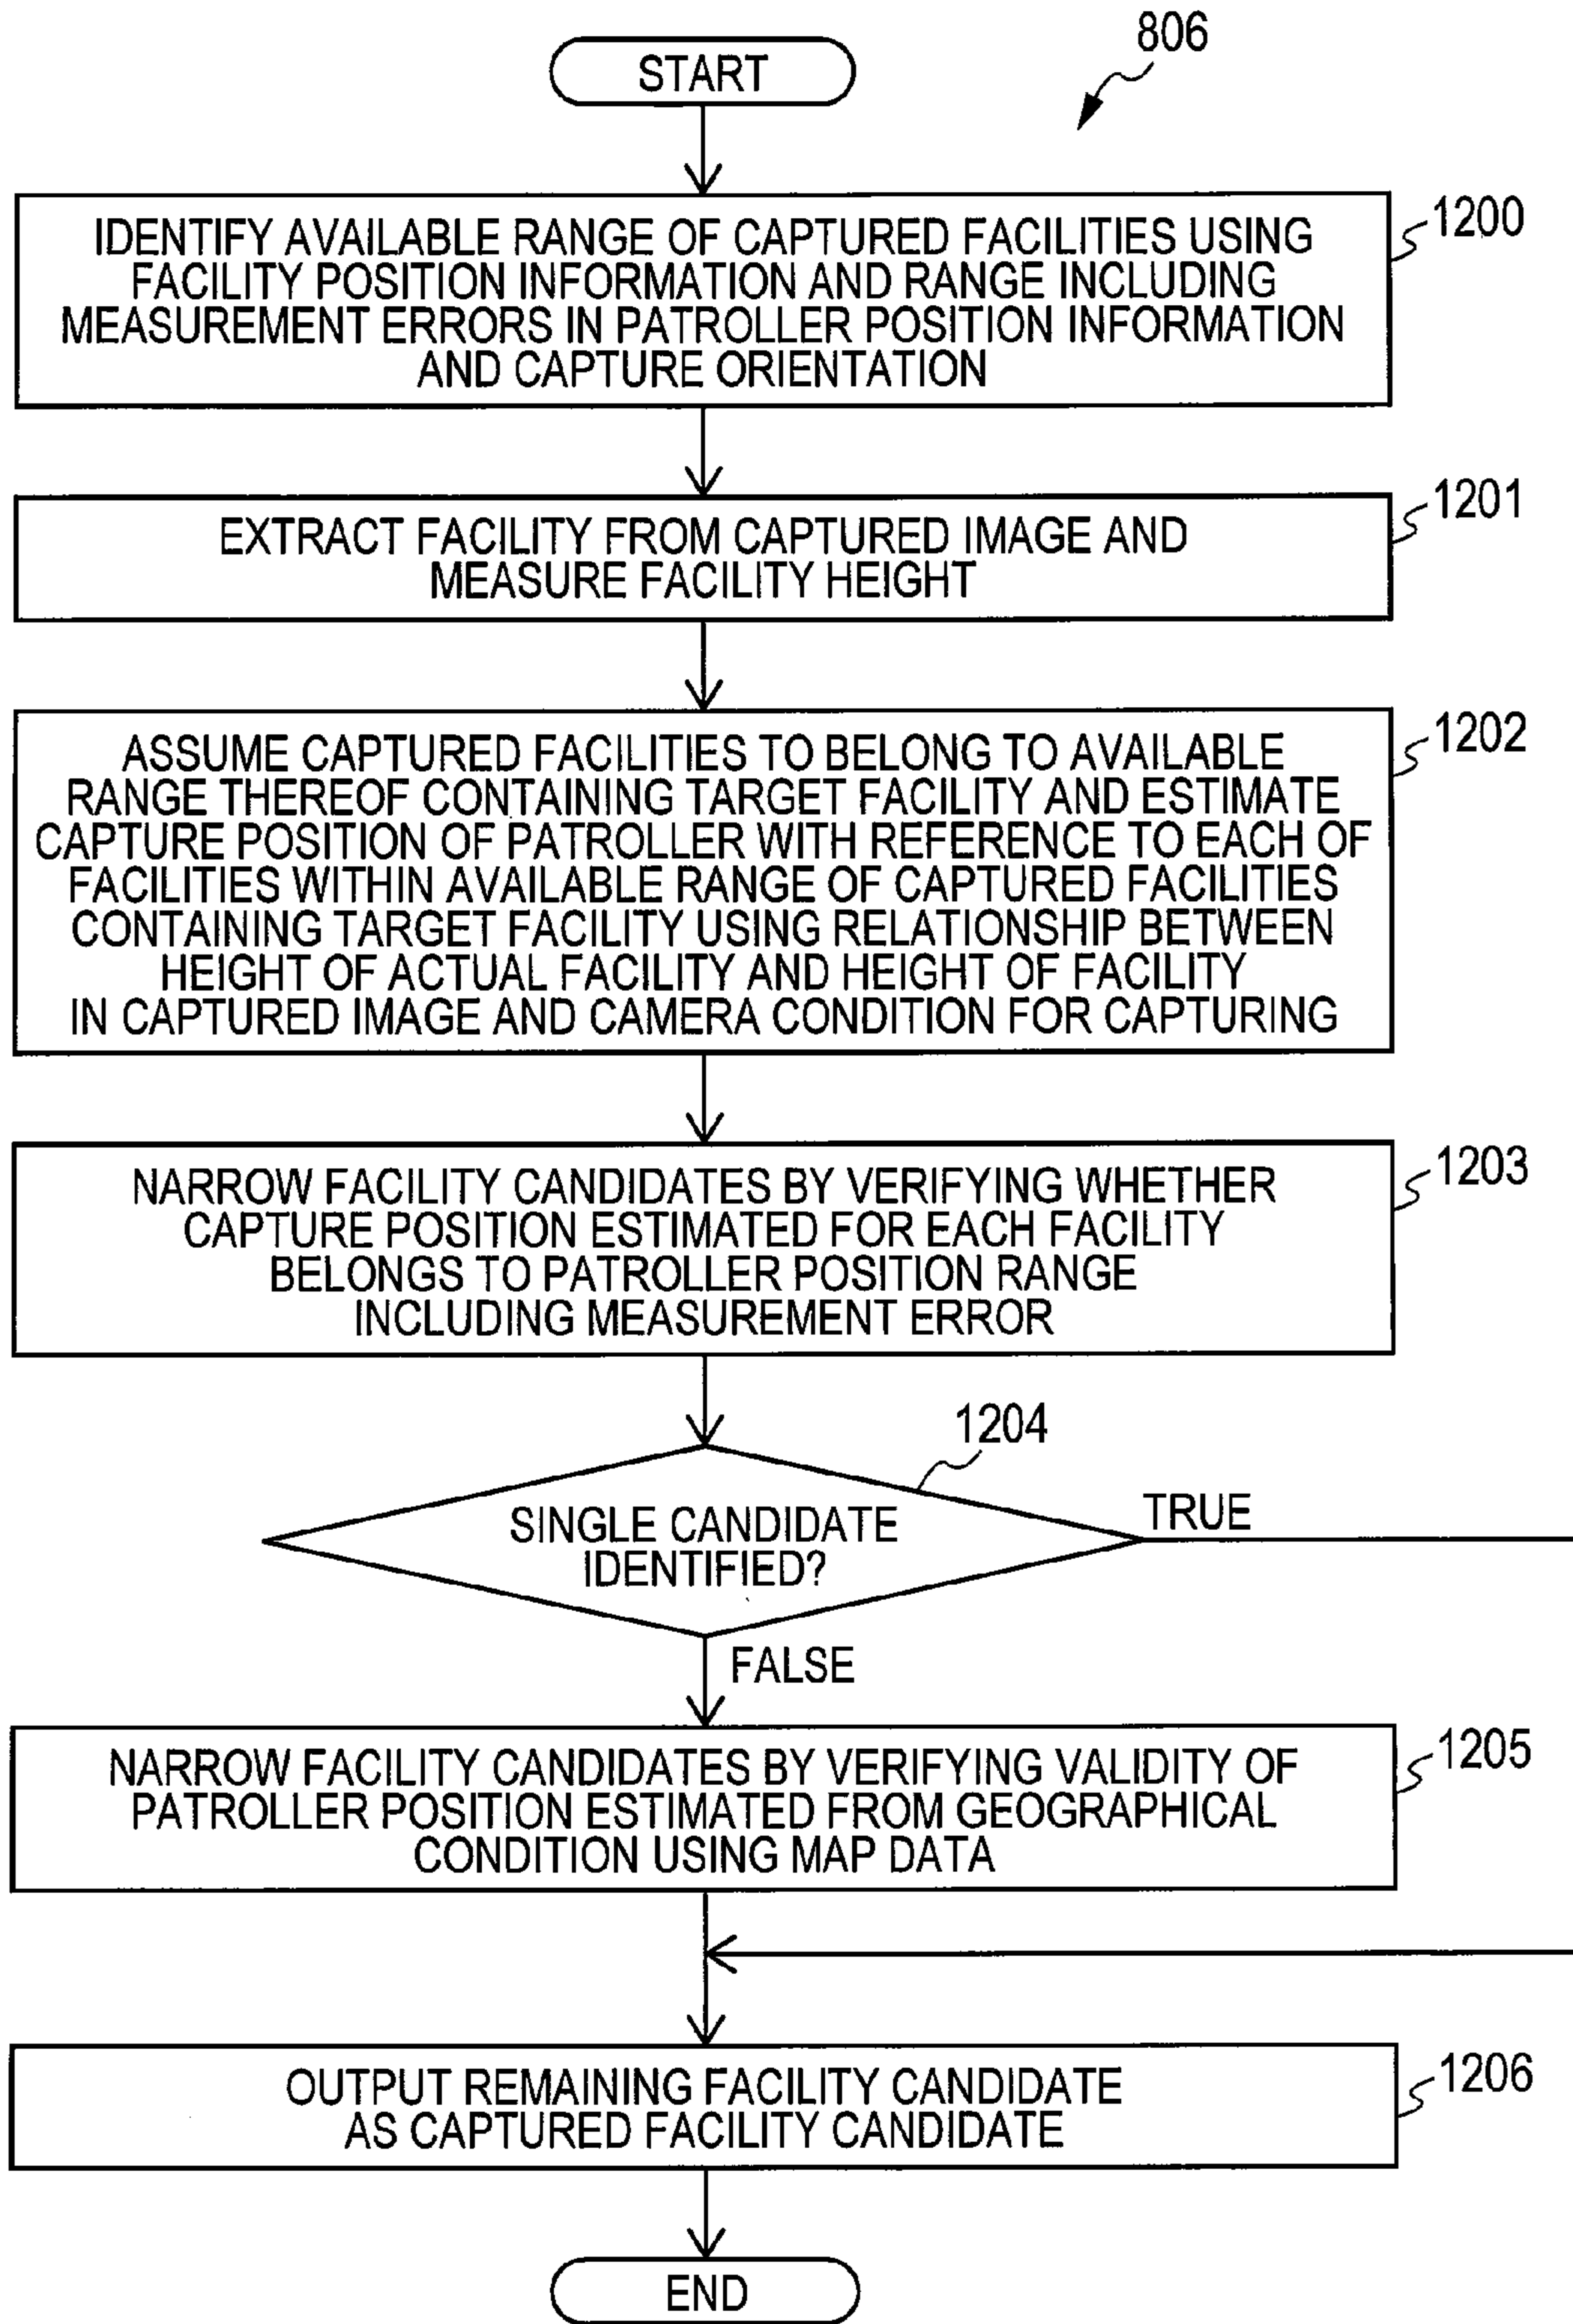 806
START
1200
IDENTIFY AVAILABLE RANGE OF CAPTURED FACILITIES USING
FACILITY POSITION INFORMATION AND RANGE INCLUDING
MEASUREMENT ERRORS IN PATROLLER POSITION INFORMATION
AND CAPTURE ORIENTATION
1201
EXTRACT FACILITY FROM CAPTURED IMAGE AND
MEASURE FACILITY HEIGHT
1202
ASSUME CAPTURED FACILITIES TO BELONG TO AVAILABLE
RANGE THEREOF CONTAINING TARGET FACILITY AND ESTIMATE
CAPTURE POSITION OF PATROLLER WITH REFERENCE TO EACH OF
FACILITIES WITHIN AVAILABLE RANGE OF CAPTURED FACILITIES
CONTAINING TARGET FACILITY USING RELATIONSHIP BETWEEN
HEIGHT OF ACTUAL FACILITY AND HEIGHT OF FACILITY
IN CAPTURED IMAGE AND CAMERA CONDITION FOR CAPTURING
1203
NARROW FACILITY CANDIDATES BY VERIFYING WHETHER
CAPTURE POSITION ESTIMATED FOR EACH FACILITY
BELONGS TO PATROLLER POSITION RANGE
INCLUDING MEASUREMENT ERROR
1204
SINGLE CANDIDATE
IDENTIFIED?
TRUE
FALSE
1205
NARROW FACILITY CANDIDATES BY VERIFYING VALIDITY OF
PATROLLER POSITION ESTIMATED FROM GEOGRAPHICAL
CONDITION USING MAP DATA
1206
OUTPUT REMAINING FACILITY CANDIDATE
AS CAPTURED FACILITY CANDIDATE
END